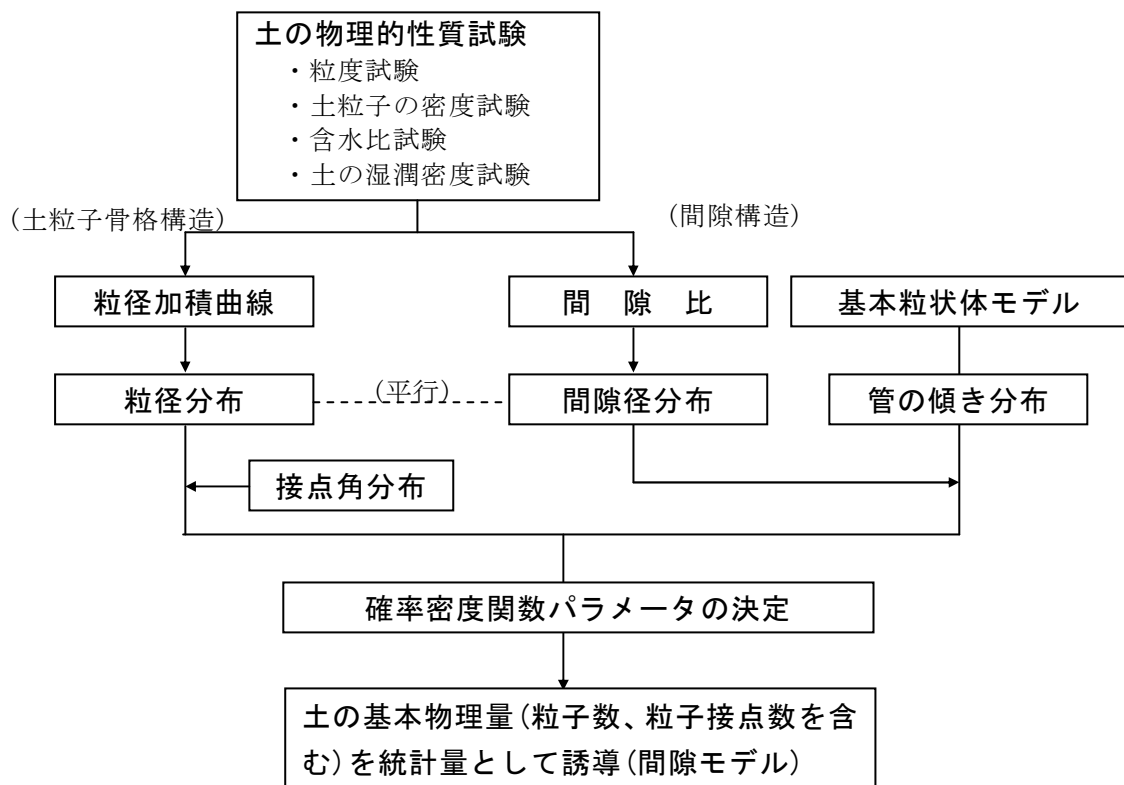 土の物理的性質試験
・粒度試験
・土粒子の密度試験
・含水比試験
・土の湿潤密度試験
(土粒子骨格構造)
(間隙構造)
粒径加積曲線
間 隙 比
基本粒状体モデル
粒径分布
(平行)
間隙径分布
管の傾き分布
接点角分布
確率密度関数パラメータの決定
土の基本物理量(粒子数、粒子接点数を含
む)を統計量として誘導(間隙モデル)